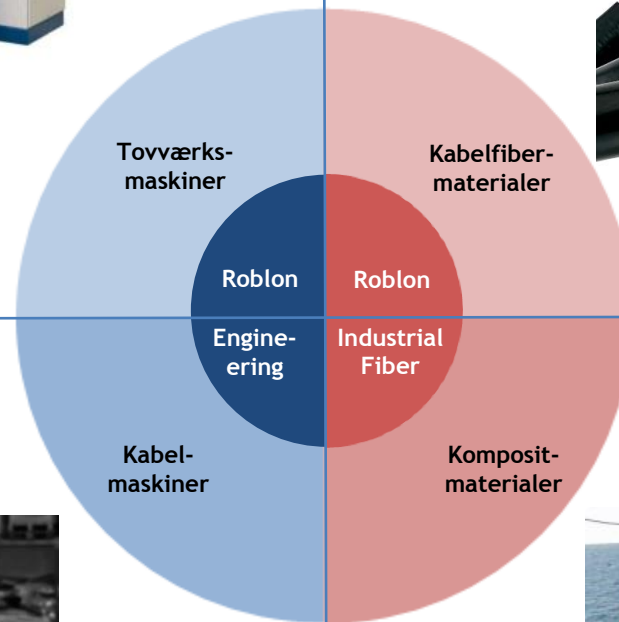 Tovværks-
maskiner
Kabelfiber-
materialer
Roblon
Roblon
Engine-
ering
Industrial
Fiber
Kabel-
maskiner
Komposit-
materialer